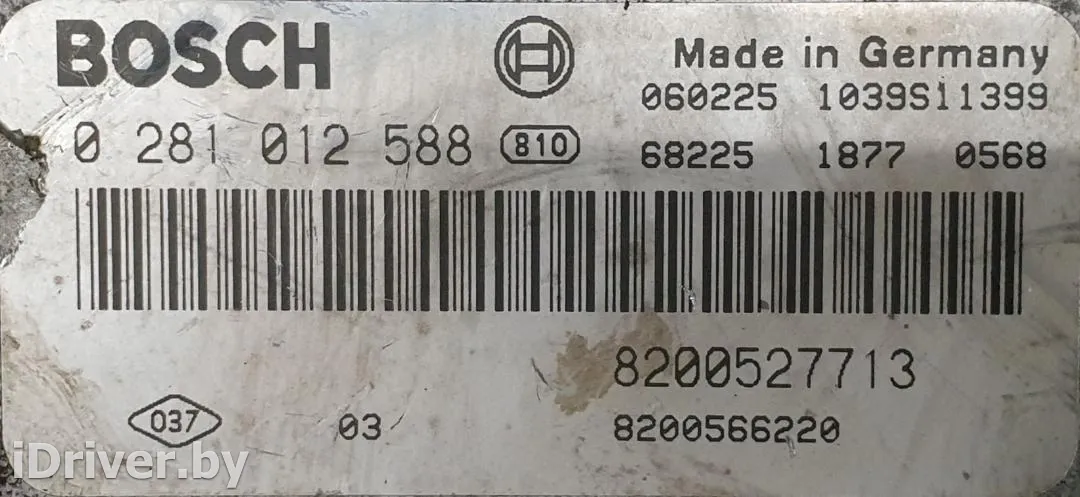 BOSCH
Made in Germany
060225 1039S11399
0 281 012 588 810
68225 1877 0568
8200527713
037 03 8200566220
iDriver.by